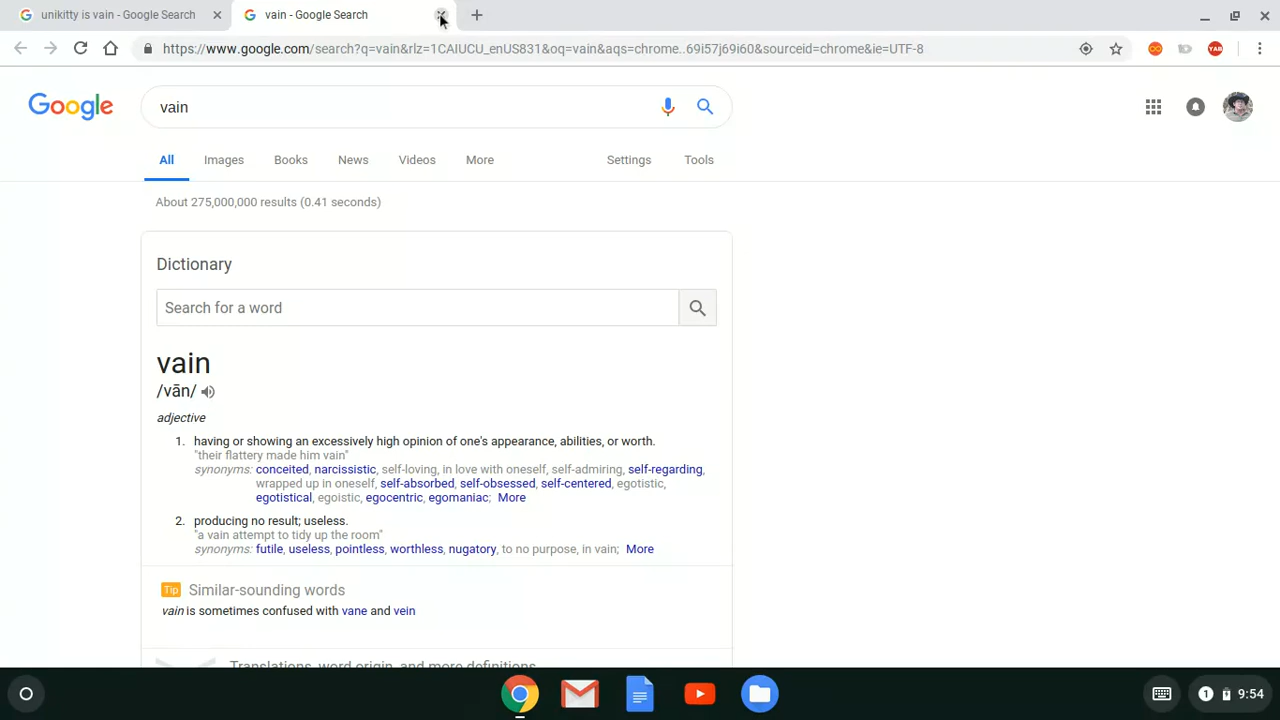 unikitty is vain - Google Search
vain - Google Search
https://www.google.com/search?q=vain&rlz=1CAIUCU_enUS831&oq=vain&aqs=chrome..69i57j69i60&sourceid=chrome&ie=UTF-8
YAB
Google
vain
All Images Books News Videos More Settings Tools
About 275,000,000 results (0.41 seconds)
Dictionary
Search for a word
vain
/vān/
adjective
1. having or showing an excessively high opinion of one's appearance, abilities, or worth.
"their flattery made him vain"
synonyms: conceited, narcissistic, self-loving, in love with oneself, self-admiring, self-regarding,
wrapped up in oneself, self-absorbed, self-obsessed, self-centered, egotistic,
egotistical, egoistic, egocentric, egomaniac; More
2. producing no result; useless.
"a vain attempt to tidy up the room"
synonyms: futile, useless, pointless, worthless, nugatory, to no purpose, in vain; More
Tip Similar-sounding words
vain is sometimes confused with vane and vein
Translations, word origin, and more definitions
1 9:54